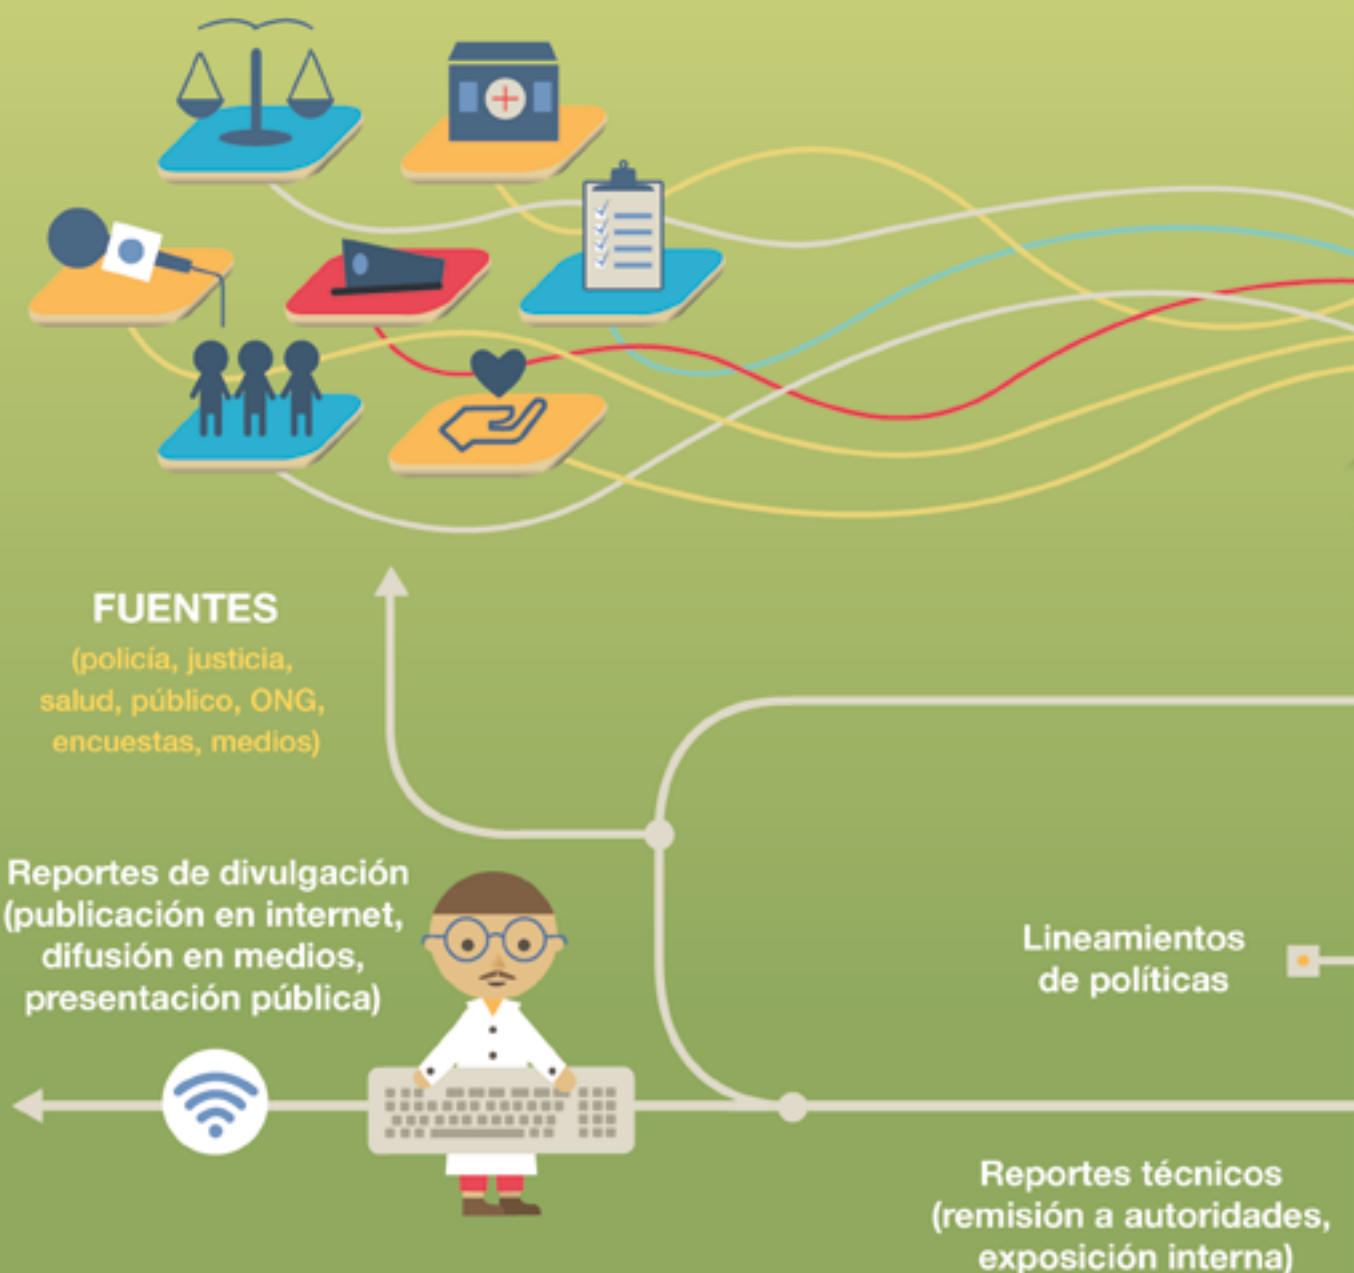 FUENTES
(policía, justicia,
salud, público, ONG,
encuestas, medios)
Reportes de divulgación
(publicación en internet,
difusión en medios,
presentación pública)
Lineamientos
de políticas
Reportes técnicos
(remisión a autoridades,
exposición interna)